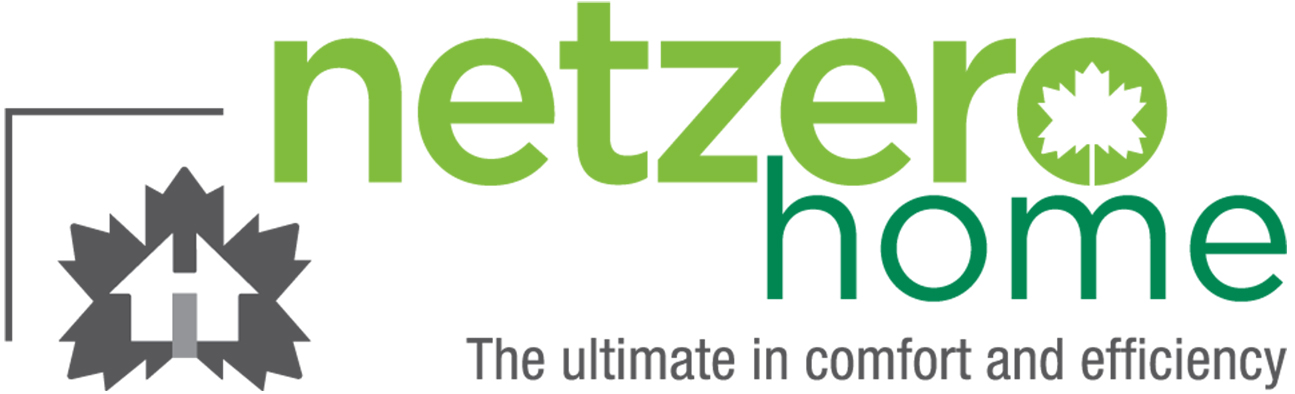 netzero
home
The ultimate in comfort and efficiency